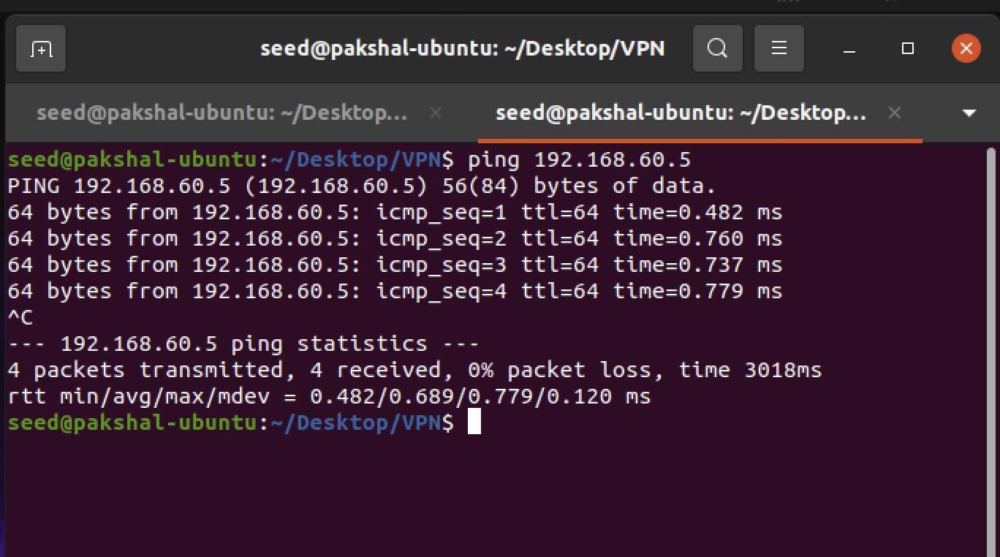 seed@pakshal-ubuntu: ~/Desktop/VPN
seed@pakshal-ubuntu: ~/Desktop... seed@pakshal-ubuntu: ~/Desktop...
seed@pakshal-ubuntu:~/Desktop/VPN$ ping 192.168.60.5
PING 192.168.60.5 (192.168.60.5) 56(84) bytes of data.
64 bytes from 192.168.60.5: icmp_seq=1 ttl=64 time=0.482 ms
64 bytes from 192.168.60.5: icmp_seq=2 ttl=64 time=0.760 ms
64 bytes from 192.168.60.5: icmp_seq=3 ttl=64 time=0.737 ms
64 bytes from 192.168.60.5: icmp_seq=4 ttl=64 time=0.779 ms
^C
--- 192.168.60.5 ping statistics ---
4 packets transmitted, 4 received, 0% packet loss, time 3018ms
rtt min/avg/max/mdev = 0.482/0.689/0.779/0.120 ms
seed@pakshal-ubuntu:~/Desktop/VPN$